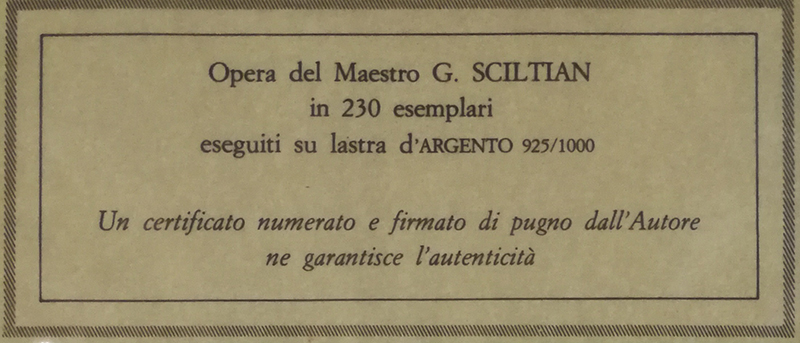 Opera del Maestro G. SCILTIAN
in 230 esemplari
eseguiti su lastra d'ARGENTO 925/1000
Un certificato numerato e firmato di pugno dall'Autore
ne garantisce l'autenticità